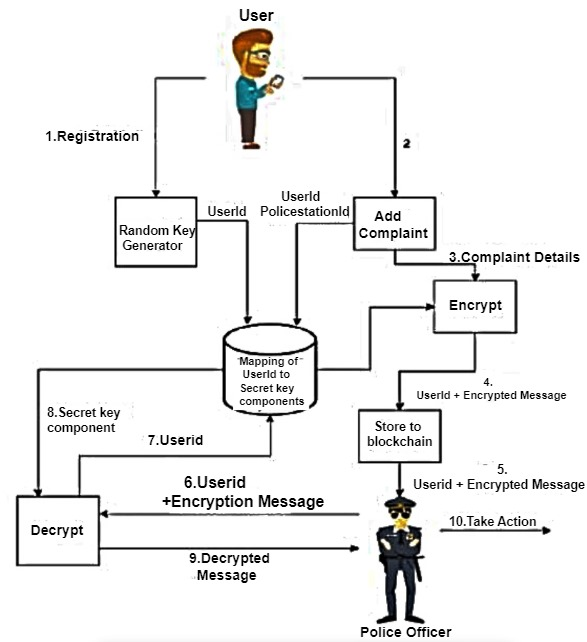 User
1.Registration
2
UserId
UserId
PolicestationId
Random Key
Generator
Add
Complaint
3.Complaint Details
Encrypt
Mapping of
UserId to
Secret key
components
4.
UserId + Encrypted Message
8.Secret key
component
7.Userid
Store to
blockchain
5.
Userid + Encrypted Message
6.Userid
+Encryption Message
Decrypt
10.Take Action
9.Decrypted
Message
Police Officer